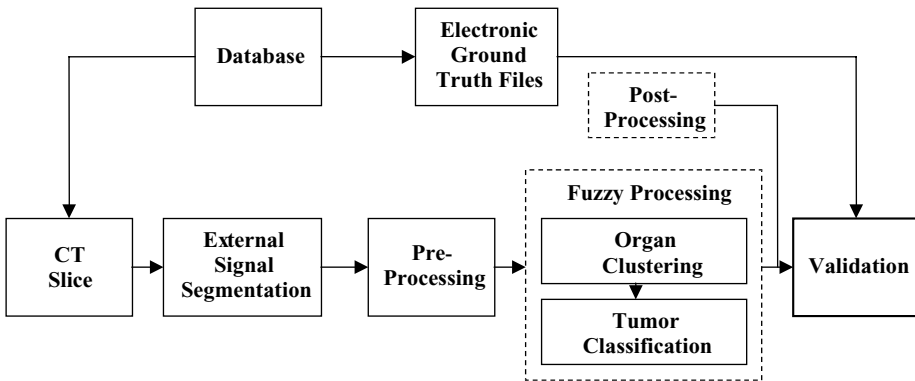 Database
Electronic
Ground
Truth Files
Post-
Processing
Fuzzy Processing
CT
Slice
External
Signal
Segmentation
Pre-
Processing
Organ
Clustering
Tumor
Classification
Validation